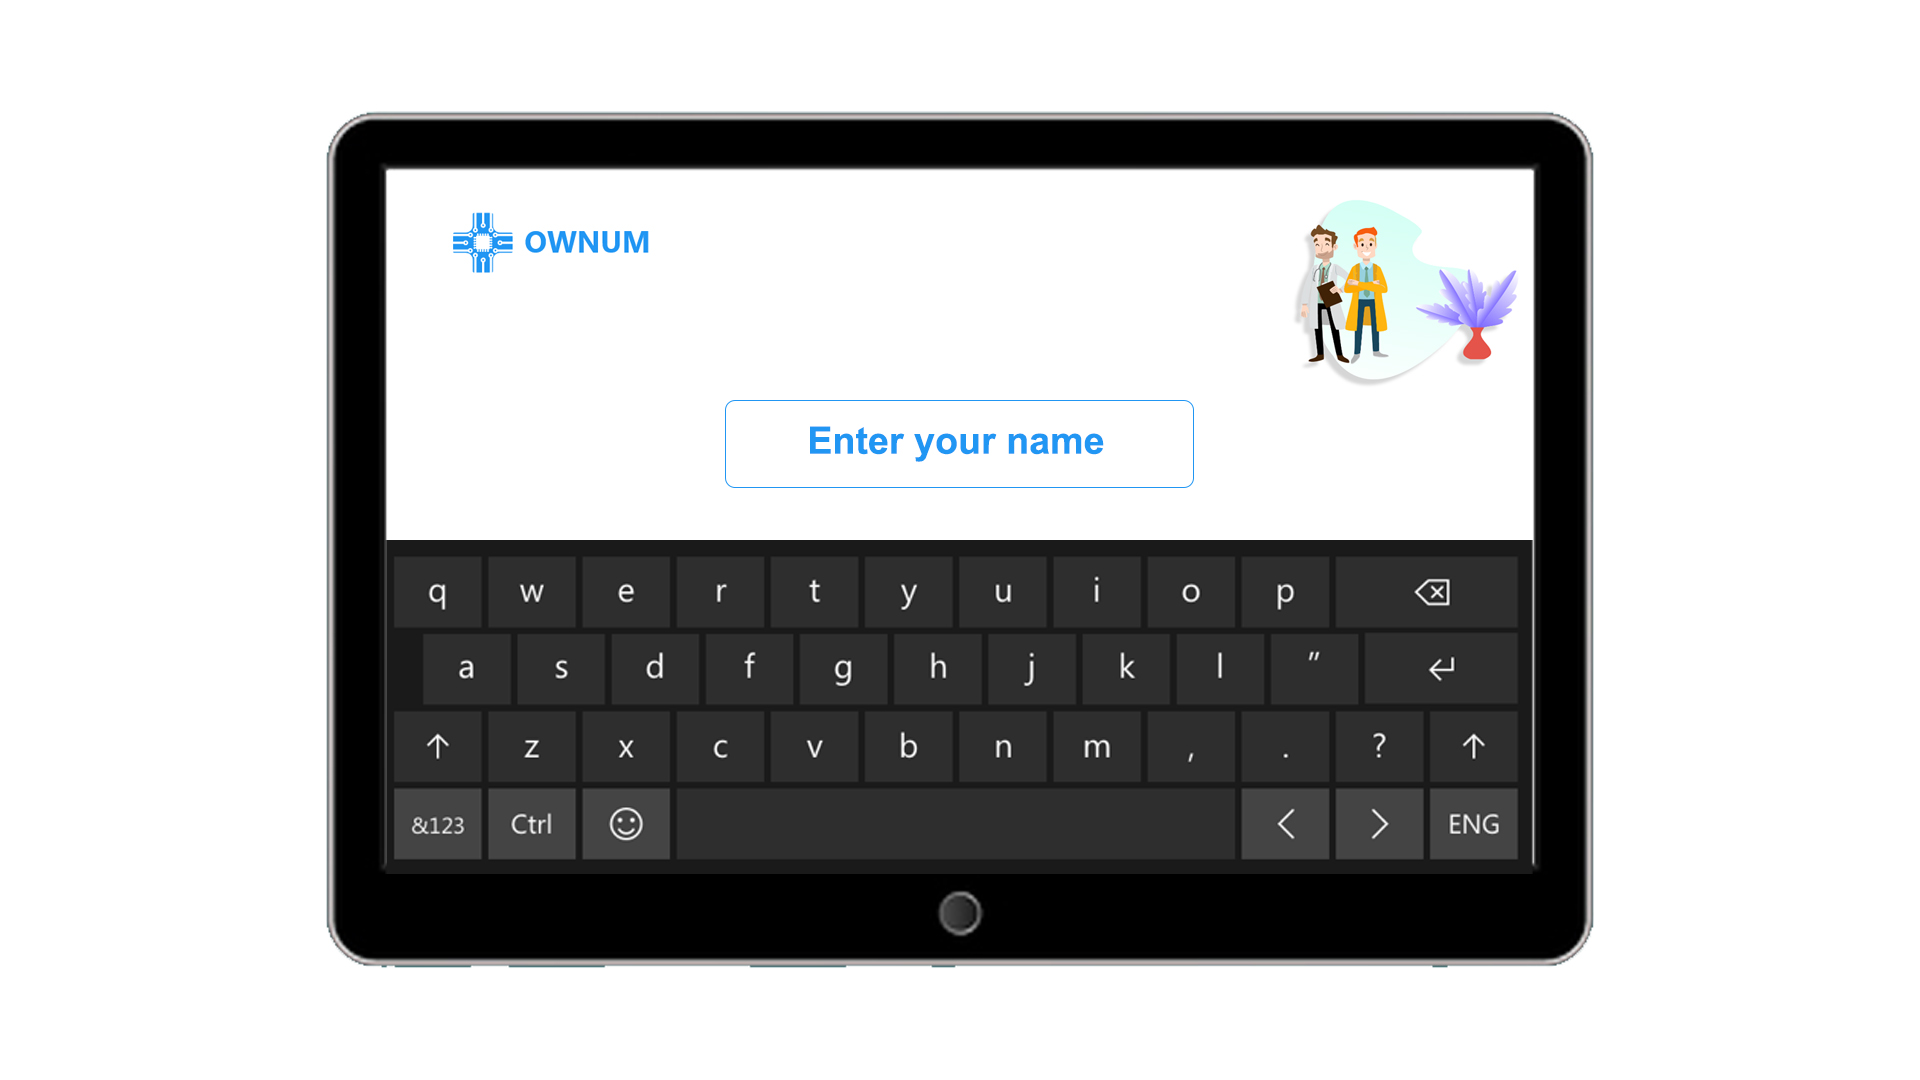 OWNUM
Enter your name
q w e r t y u i o p
a s d f g h j k l "
z x c v b n m , . ?
&123 Ctrl < > ENG